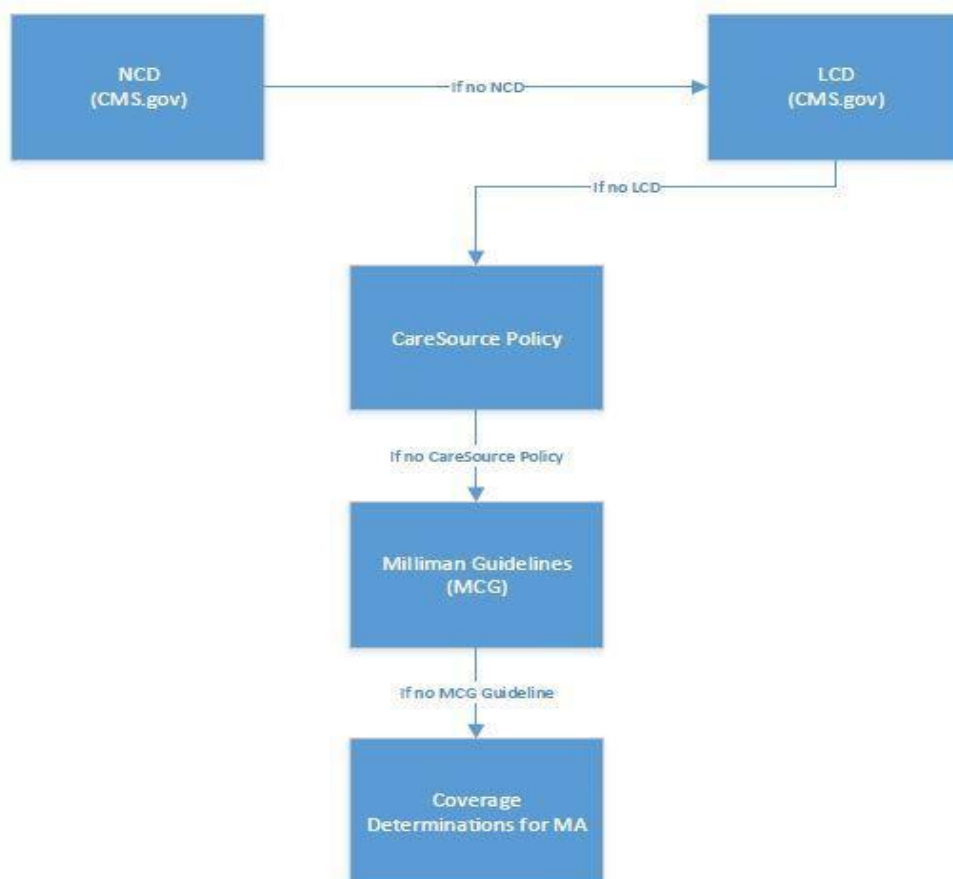 NCD
(CMS.gov)
If no NCD
LCD
(CMS.gov)
If no LCD
CareSource Policy
If no CareSource Policy
Milliman Guidelines
(MCG)
If no MCG Guideline
Coverage
Determinations for MA